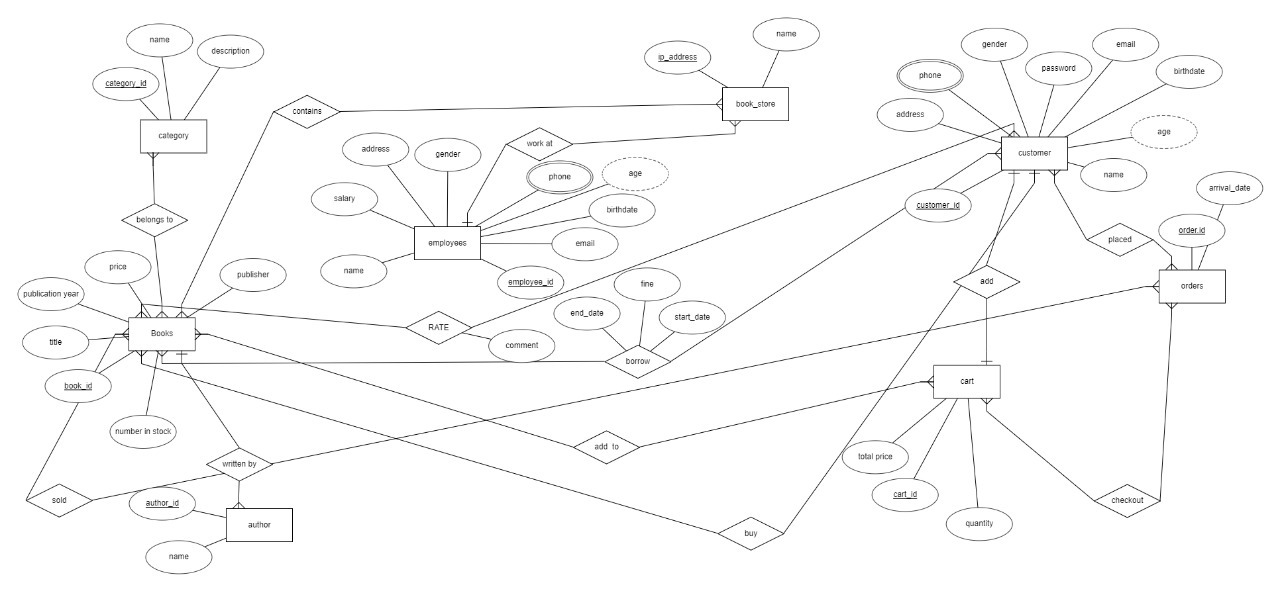 name
description
category_id
category
contains
ip_address
name
book_store
gender
email
phone
password
birthdate
address
age
customer
name
customer_id
work at
address
gender
phone
age
salary
birthdate
employees
email
name
employee_id
belongs to
price
publisher
publication year
Books
title
book_id
number in stock
RATE
comment
fine
end_date
start_date
borrow
arrival_date
order.id
placed
orders
add
cart
total price
cart_id
quantity
add to
written by
sold
author_id
author
name
buy
checkout